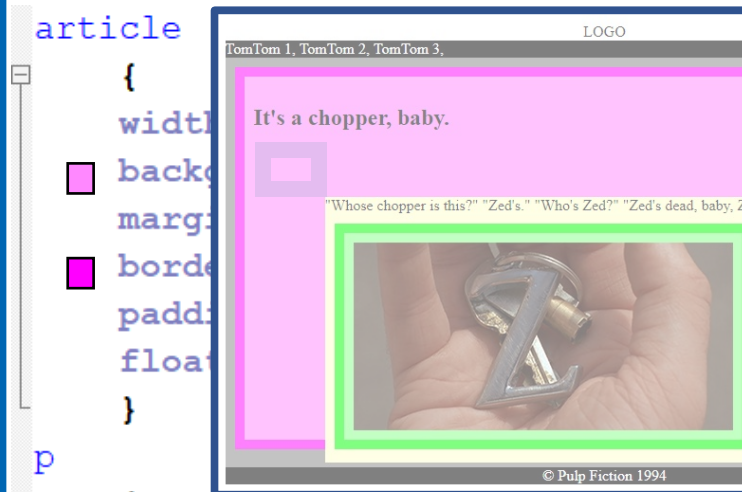 article
{
width
backg
margi
borde
paddi
float
}
p
LOGO
TomTom 1, TomTom 2, TomTom 3,
It's a chopper, baby.
"Whose chopper is this?" "Zed's." "Who's Zed?" "Zed's dead, baby, Z
Z
© Pulp Fiction 1994